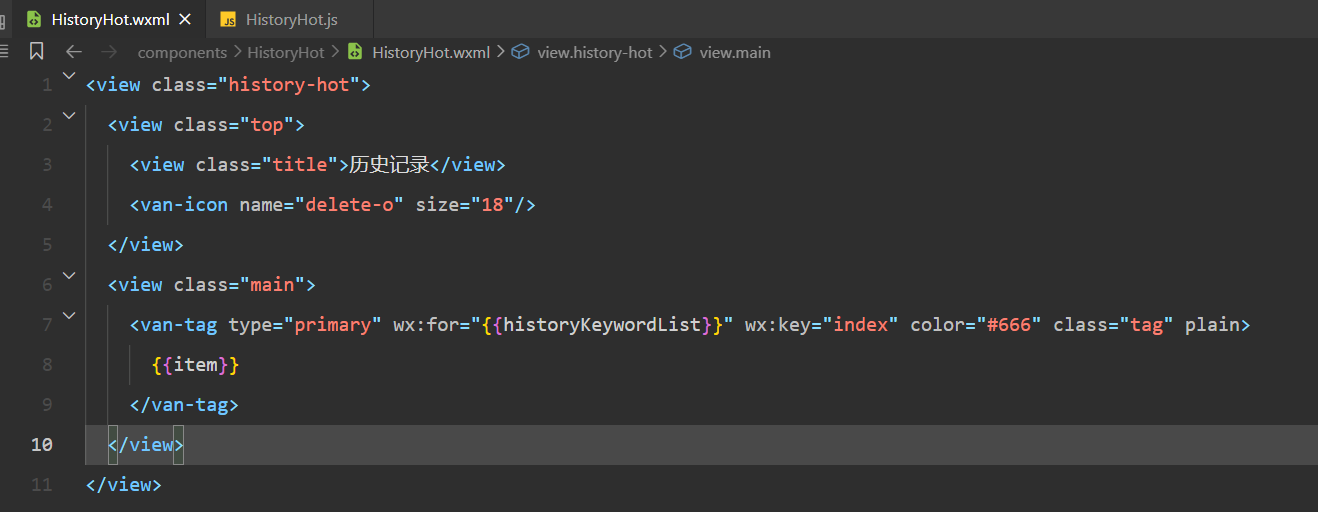 HistoryHot.wxml × JS HistoryHot.js
components > HistoryHot > HistoryHot.wxml > view.history-hot > view.main
1 <view class="history-hot">
2 <view class="top">
3 <view class="title">历史记录</view>
4 <van-icon name="delete-o" size="18"/>
5 </view>
6 <view class="main">
7 <van-tag type="primary" wx:for="{{historyKeywordList}}" wx:key="index" color="#666" class="tag" plain>
8 {{item}}
9 </van-tag>
10 </view>
11 </view>